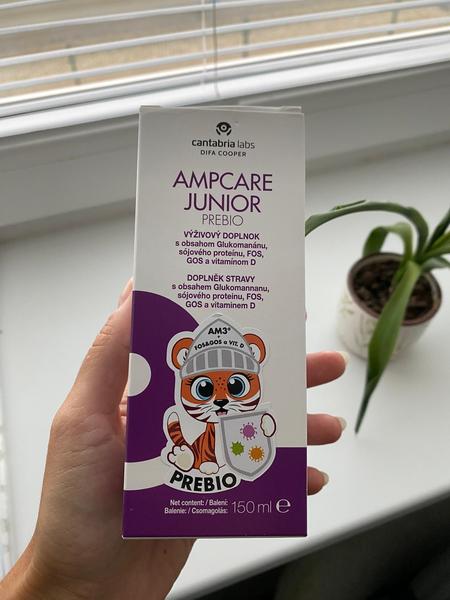 cantabria labs
DIFA COOPER
AMPCARE
JUNIOR
PREBIO
VÝŽIVOVÝ DOPLNOK
s obsahom Glukomanánu,
sójového proteínu, FOS,
GOS a vitamínom D
DOPLNĚK STRAVY
s obsahem Glukomannanu,
sójového proteinu, FOS,
GOS a vitaminem D
AM3®
+
FOS&GOS a VIT. D
PREBIO
Net content: / Balení:
Balenie: / Csomagolás: 150 ml ℮